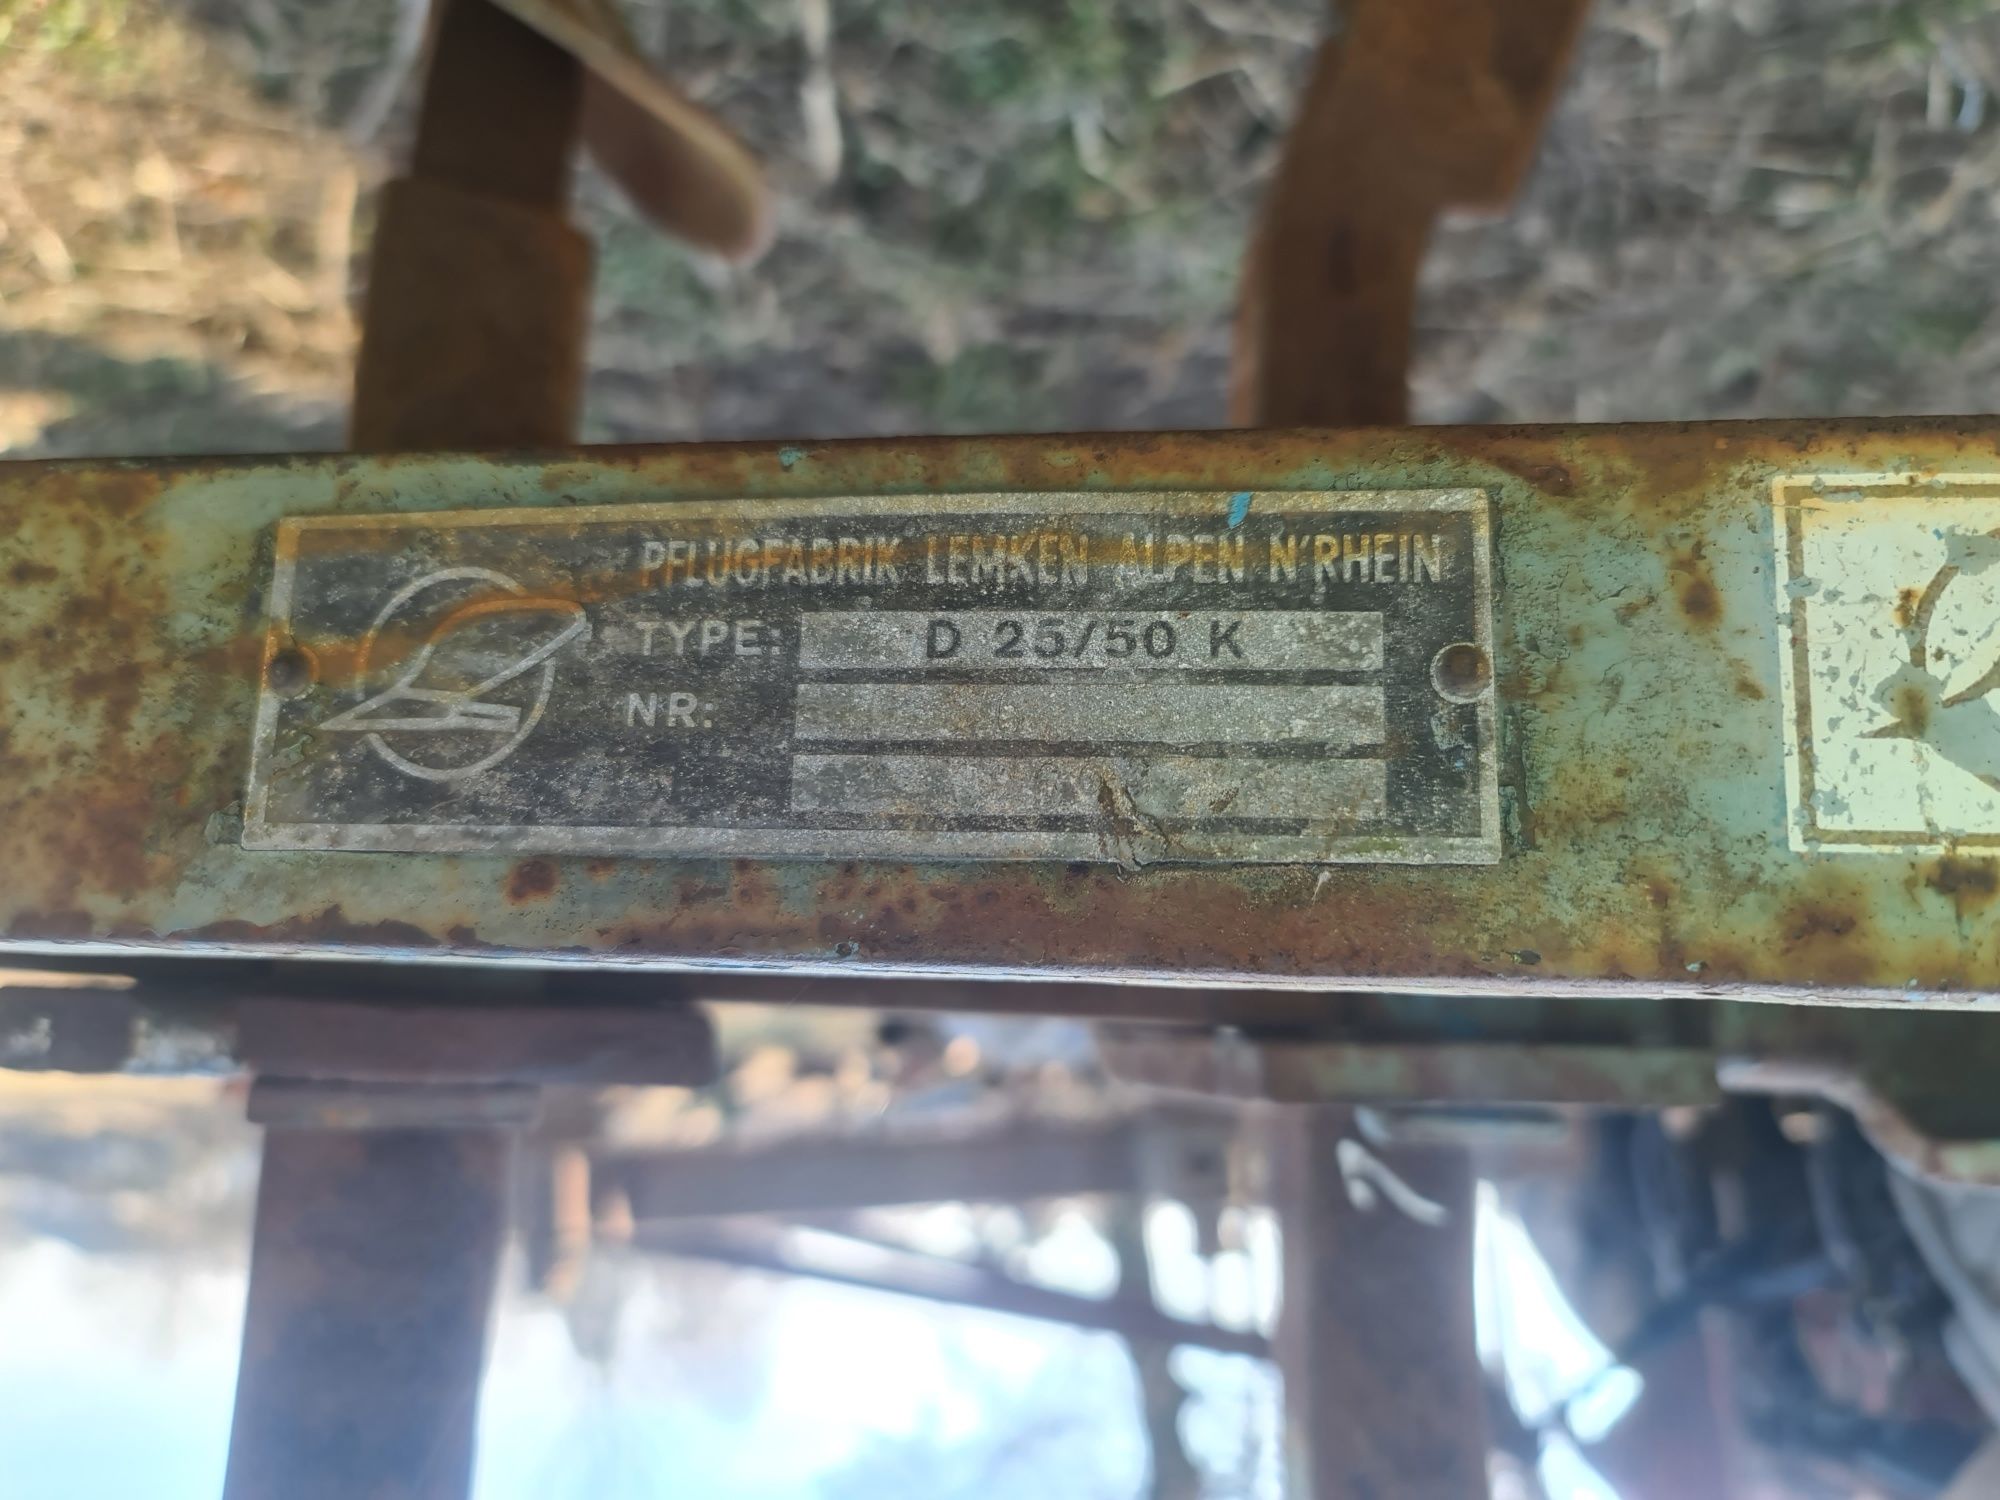 PFLUGFABRIK LEMKEN ALPEN N'RHEIN
TYPE: D 25/50 K
NR: